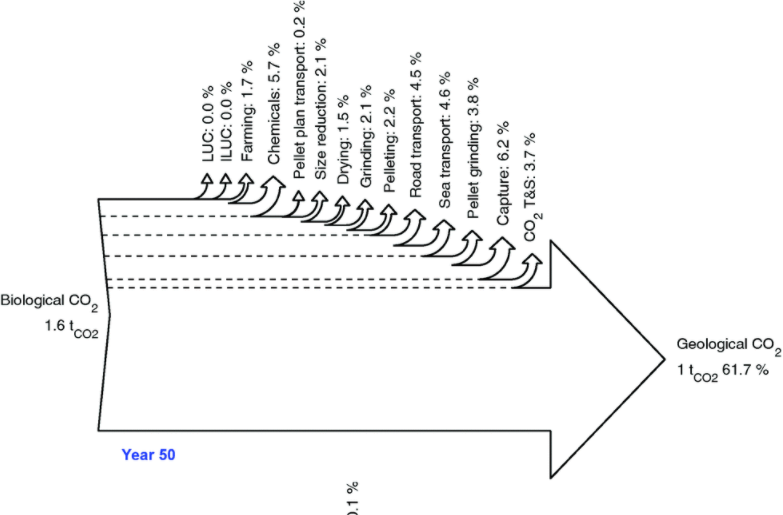 LUC: 0.0 %
ILUC: 0.0 %
Farming: 1.7 %
Chemicals: 5.7 %
Pellet plan transport: 0.2 %
Size reduction: 2.1 %
Drying: 1.5 %
Grinding: 2.1 %
Pelleting: 2.2 %
Road transport: 4.5 %
Sea transport: 4.6 %
Pellet grinding: 3.8 %
Capture: 6.2 %
CO2 T&S: 3.7 %
Biological CO2
1.6 tCO2
Geological CO2
1 tCO2 61.7 %
Year 50